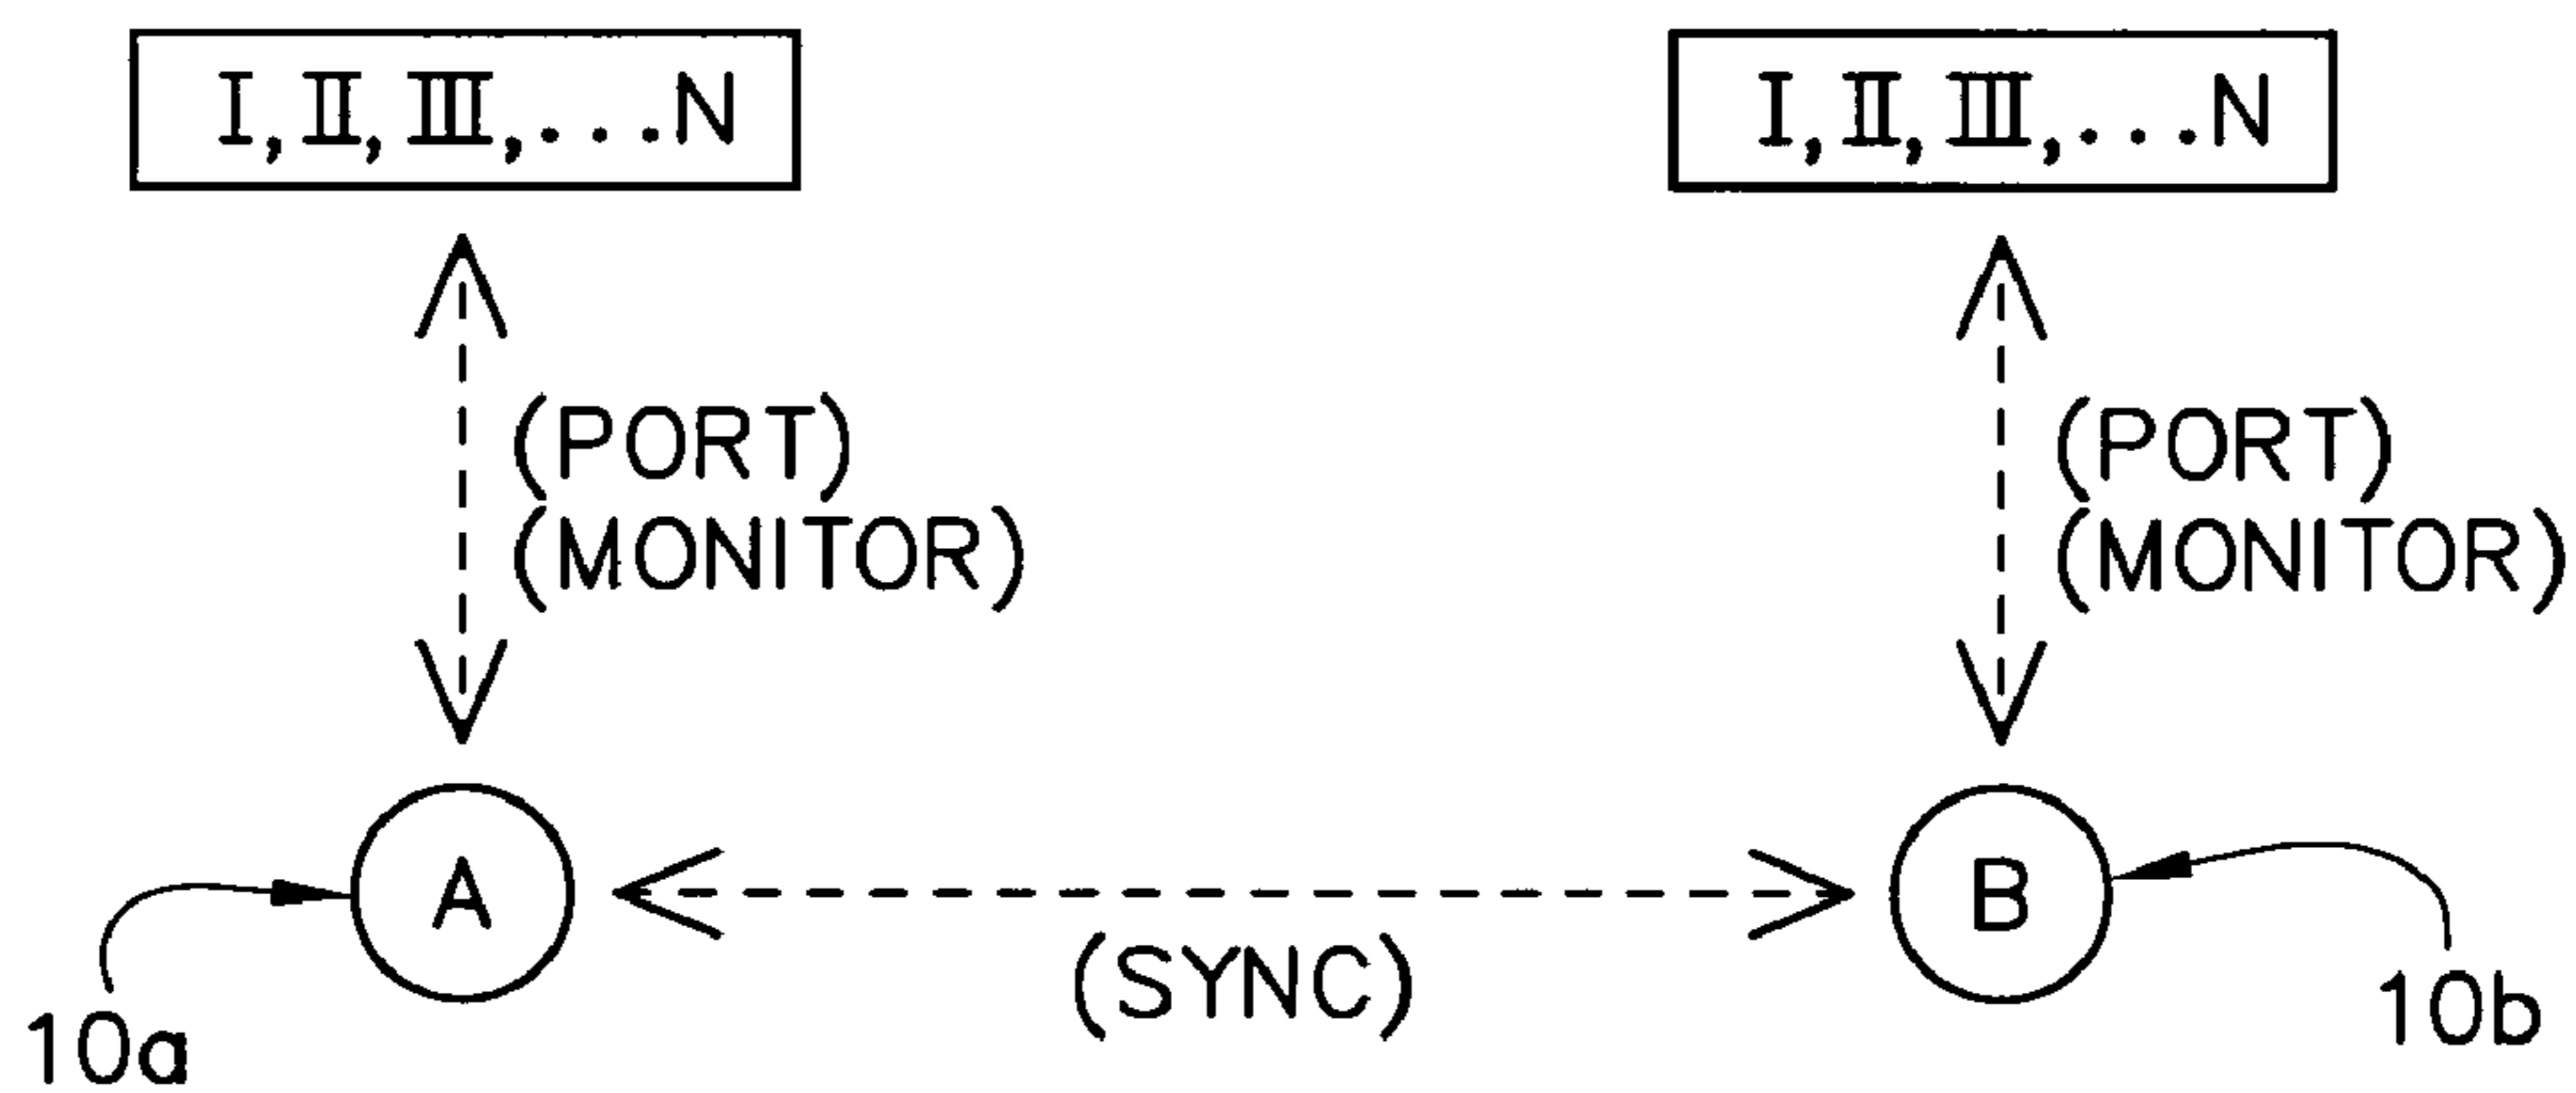 I, II, III, ...N
I, II, III, ...N
(PORT)
(MONITOR)
(PORT)
(MONITOR)
A
B
(SYNC)
10a
10b